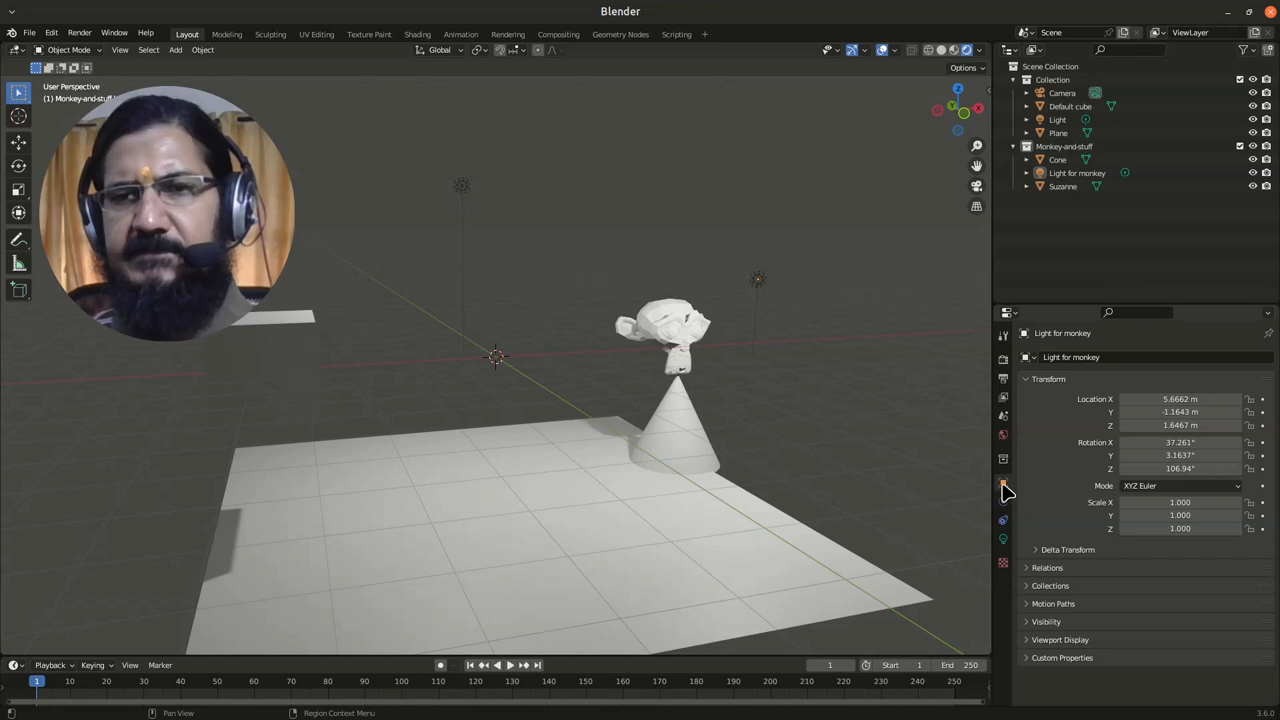 Blender
File Edit Render Window Help Layout Modeling Sculpting UV Editing Texture Paint Shading Animation Rendering Compositing Geometry Nodes Scripting Scene ViewLayer
Object Mode View Select Add Object Global
Options
User Perspective
(1) Monkey-and-stuff
Z
X
Y
Scene Collection
Collection
Camera
Default cube
Light
Plane
Monkey-and-stuff
Cone
Light for monkey
Suzanne
Light for monkey
Light for monkey
Transform
Location X 5.6662 m
Y -1.1643 m
Z 1.6467 m
Rotation X 37.261°
Y 3.1637°
Z 106.94°
Mode XYZ Euler
Scale X 1.000
Y 1.000
Z 1.000
Delta Transform
Relations
Collections
Motion Paths
Visibility
Viewport Display
Custom Properties
Playback Keying View Marker 1 Start 1 End 250
1 10 20 30 40 50 60 70 80 90 100 110 120 130 140 150 160 170 180 190 200 210 220 230 240 250
Pan View Region Context Menu 3.6.0